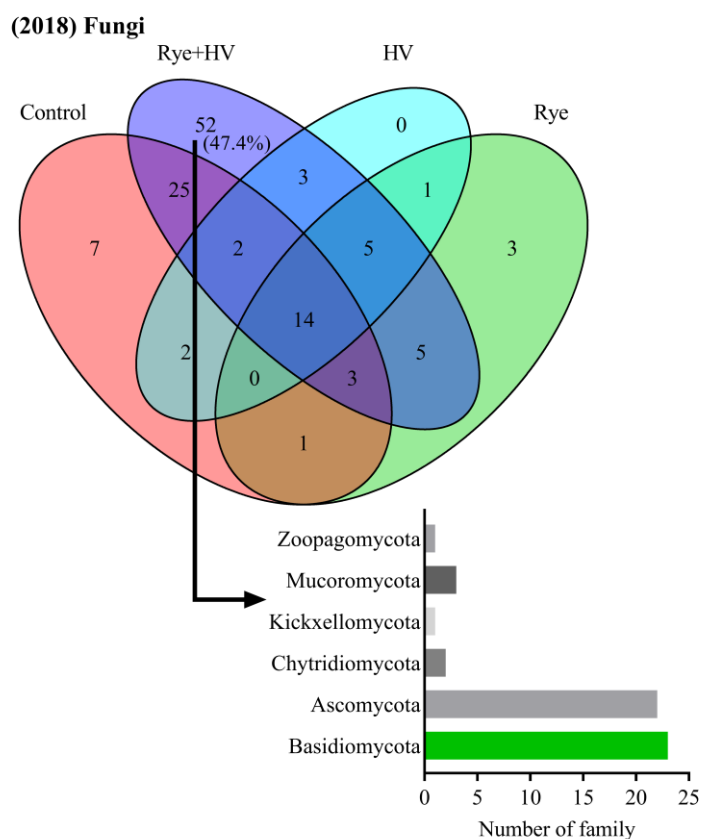 (2018) Fungi
Rye+HV
HV
Control
Rye
52
(47.4%)
0
3
1
25
7
2
5
3
14
2
0
3
5
1
Zoopagomycota
Mucoromycota
Kickxellomycota
Chytridiomycota
Ascomycota
Basidiomycota
0 5 10 15 20 25
Number of family